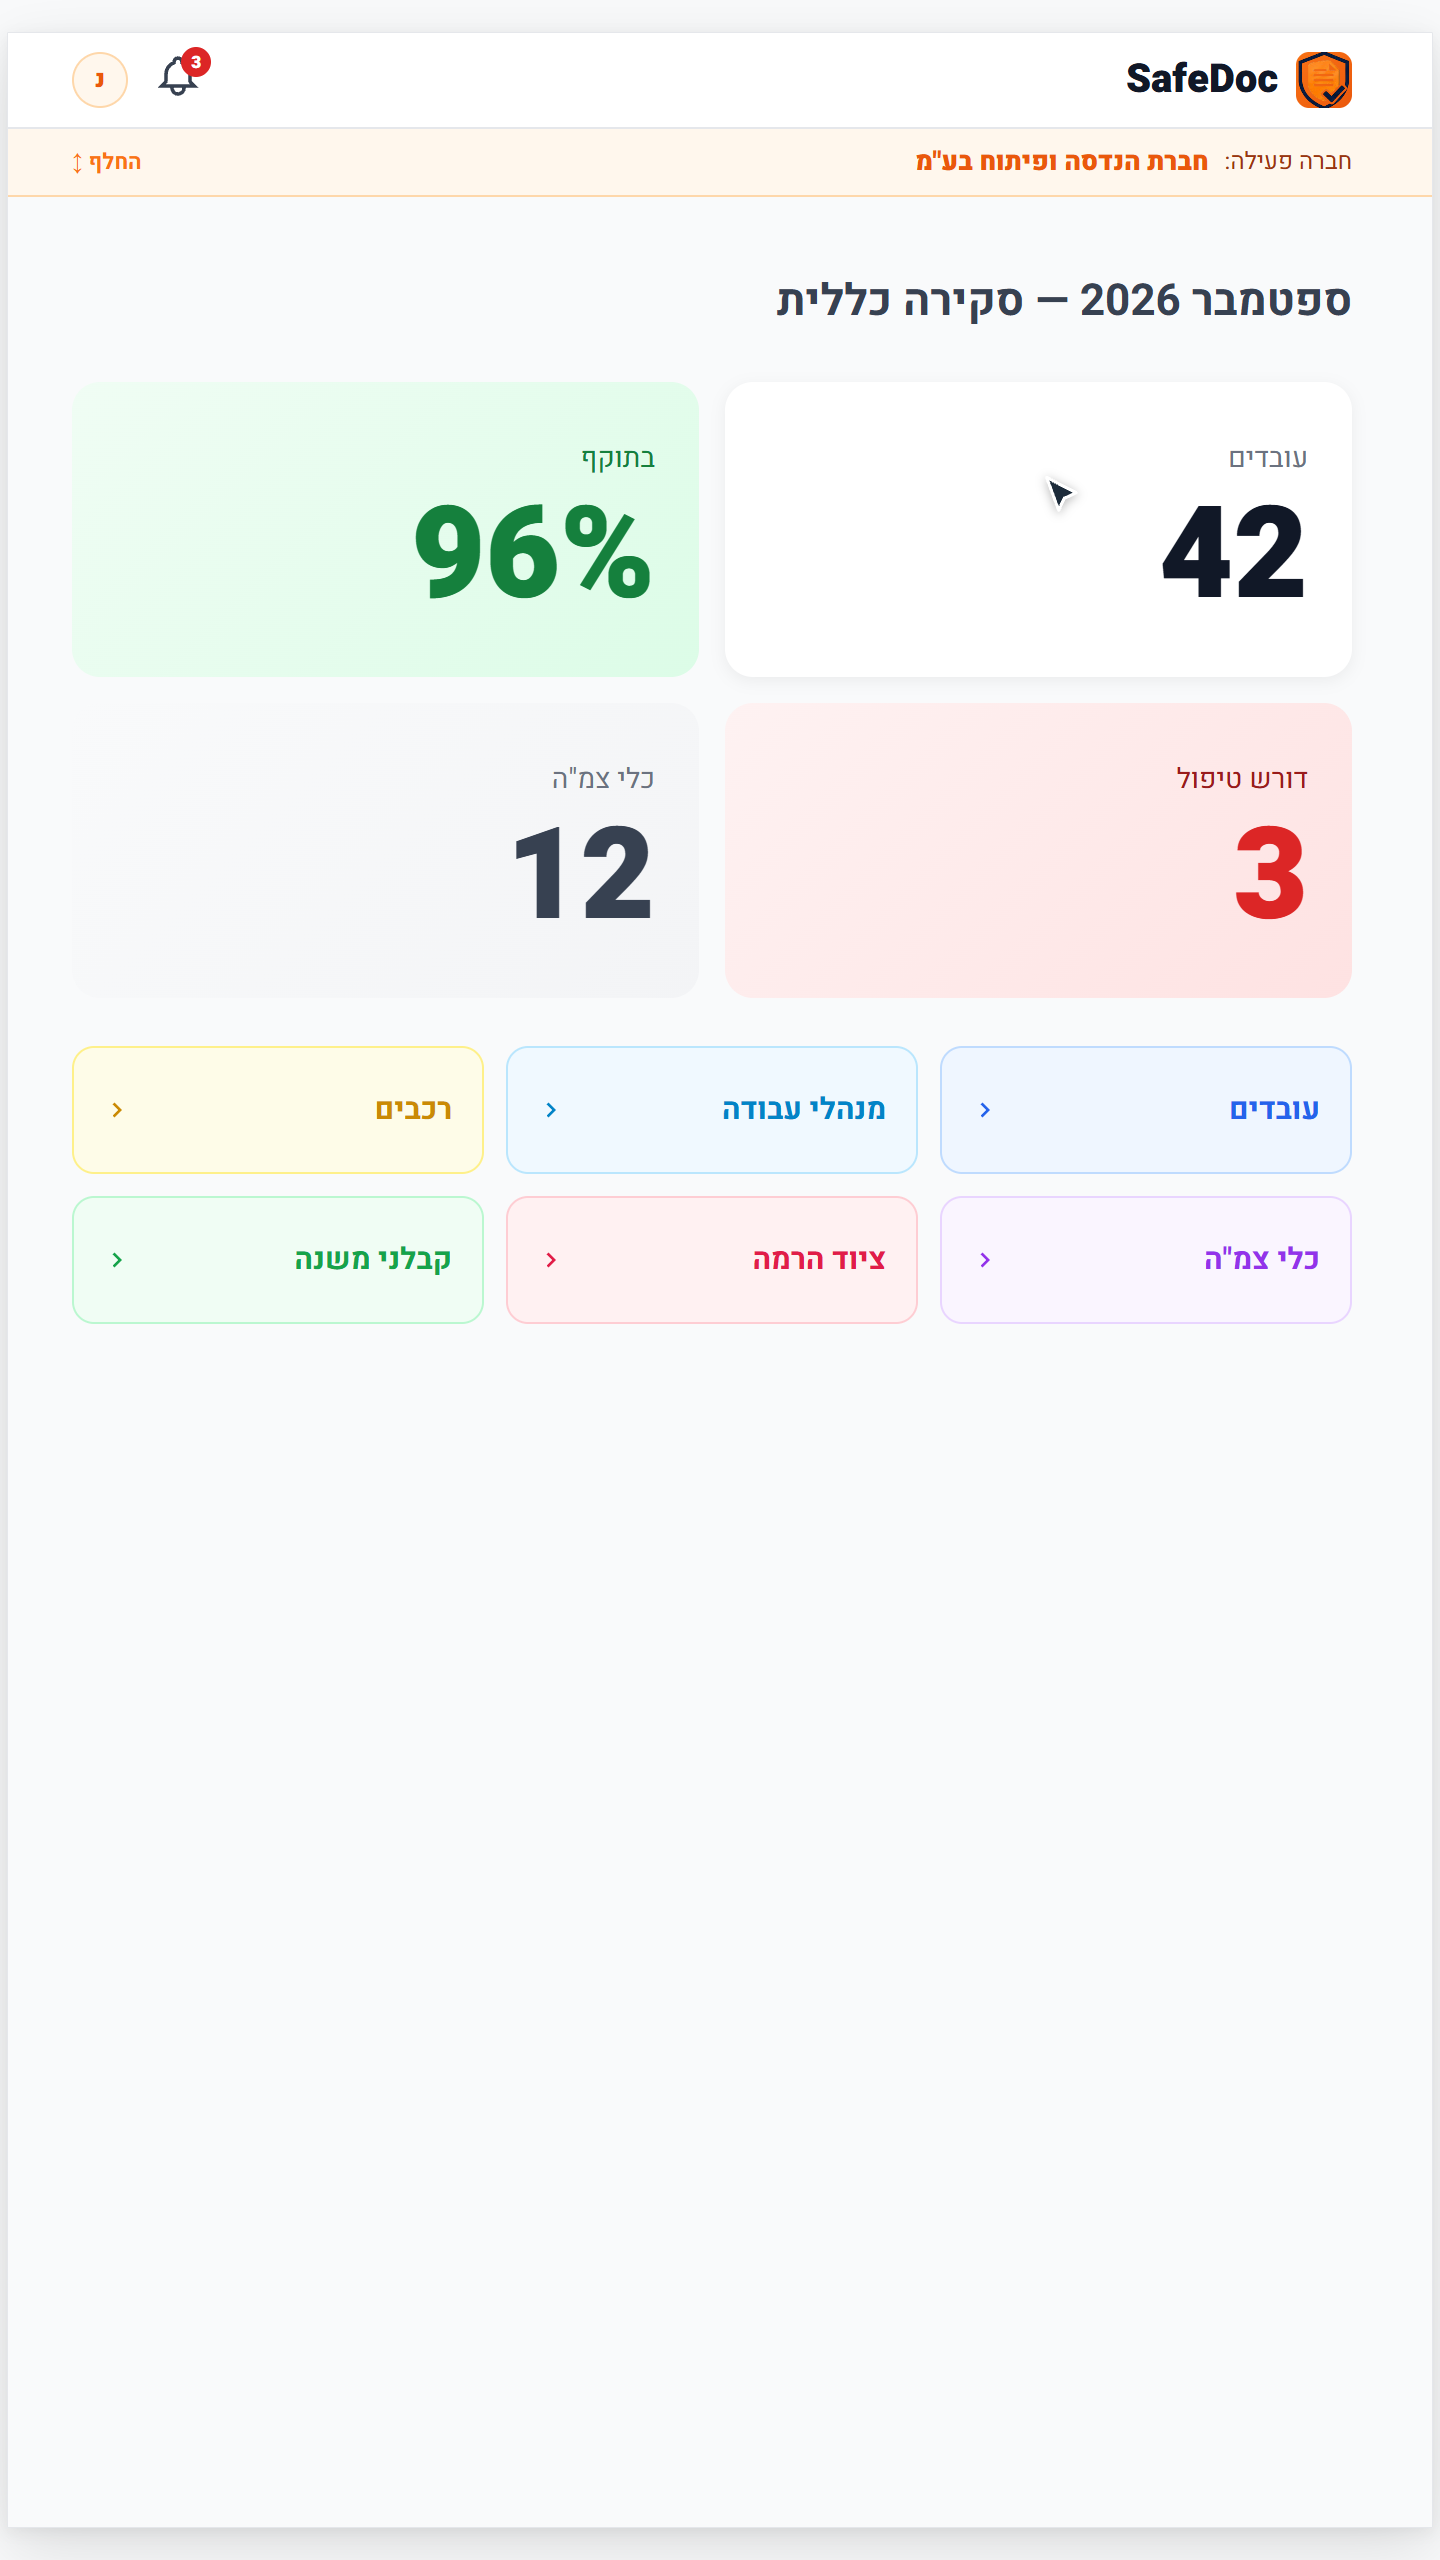 SafeDoc
3
נ
חברה פעילה: חברת הנדסה ופיתוח בע"מ
החלף ↕
ספטמבר 2026 — סקירה כללית
עובדים
42
בתוקף
96%
דורש טיפול
3
כלי צמ"ה
12
עובדים
מנהלי עבודה
רכבים
כלי צמ"ה
ציוד הרמה
קבלני משנה